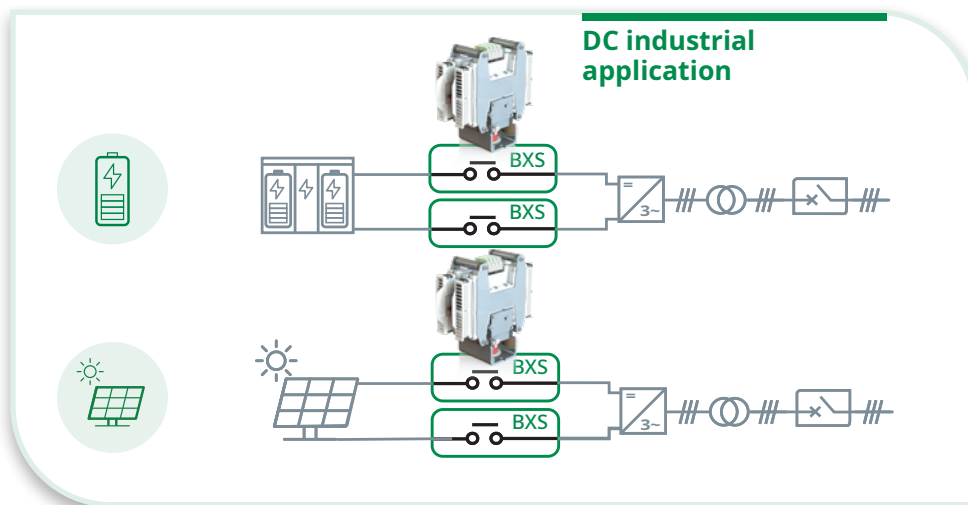 DC industrial
application
BXS
BXS
=
3~
BXS
BXS
=
3~